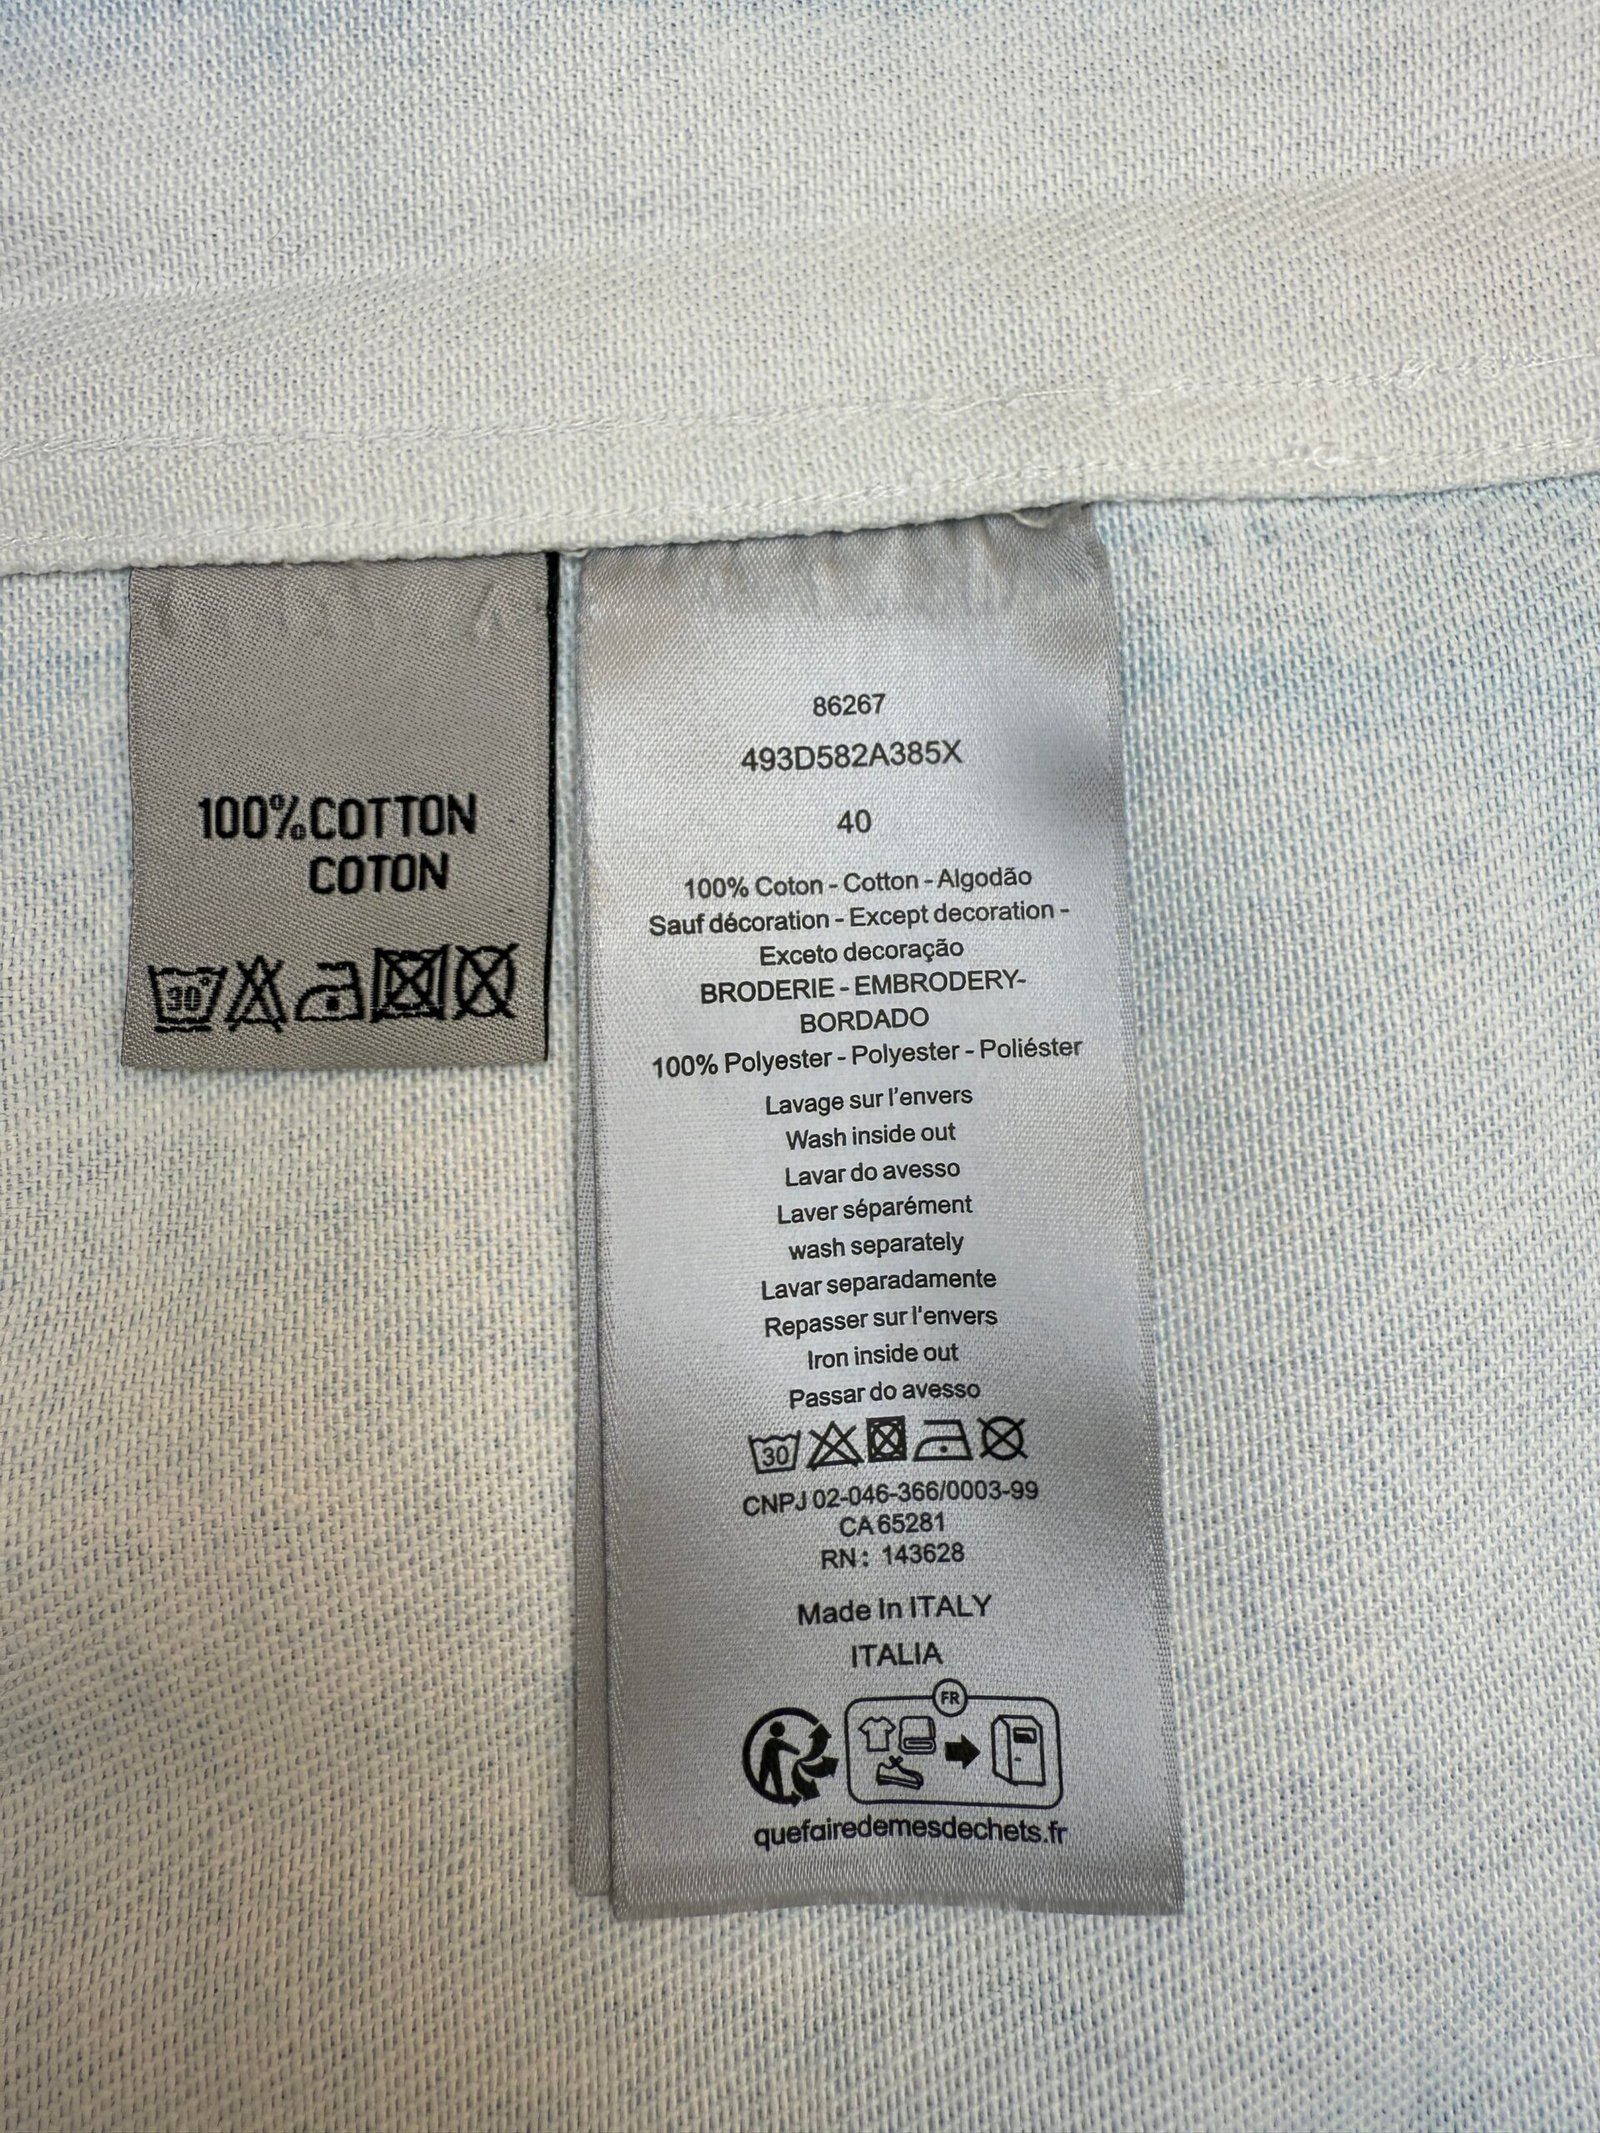 100%COTTON
COTON
30°
86267
493D582A385X
40
100% Coton - Cotton - Algodão
Sauf décoration - Except decoration -
Exceto decoração
BRODERIE - EMBRODERY-
BORDADO
100% Polyester - Polyester - Poliéster
Lavage sur l'envers
Wash inside out
Lavar do avesso
Laver séparément
wash separately
Lavar separadamente
Repasser sur l'envers
Iron inside out
Passar do avesso
30
CNPJ 02-046-366/0003-99
CA 65281
RN: 143628
Made In ITALY
ITALIA
FR
quefairedemesdechets.fr